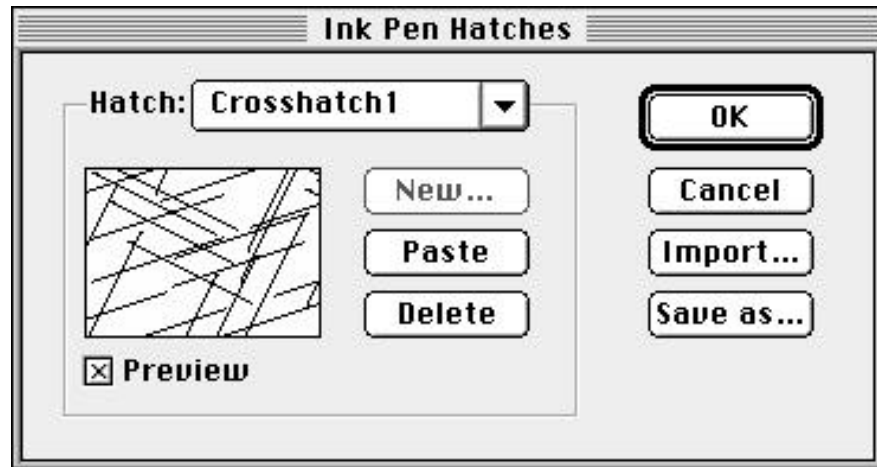 Ink Pen Hatches
Hatch: Crosshatch1
OK
New...
Cancel
Paste
Import...
Delete
Save as...
Preview